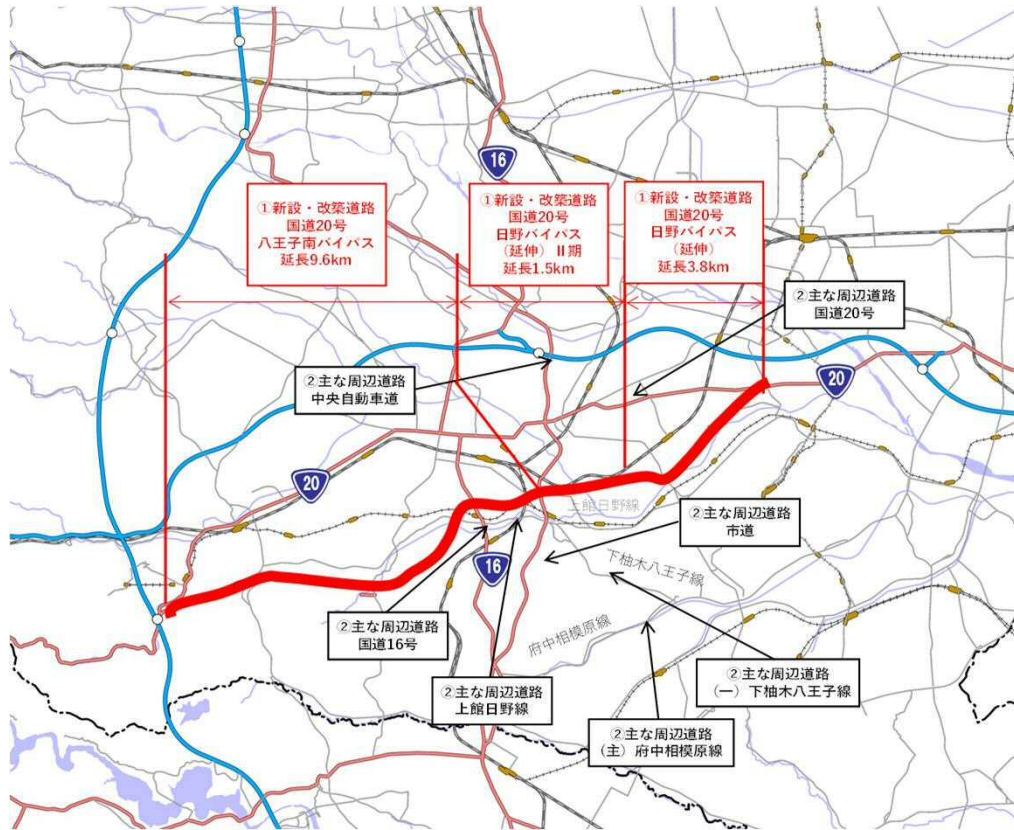 16
①新設・改築道路
国道20号
八王子南バイパス
延長9.6km
①新設・改築道路
国道20号
日野バイパス
(延伸) Ⅱ期
延長1.5km
①新設・改築道路
国道20号
日野バイパス
(延伸)
延長3.8km
②主な周辺道路
国道20号
②主な周辺道路
中央自動車道
20
20
上館日野線
②主な周辺道路
市道
16
下柚木八王子線
②主な周辺道路
国道16号
府中相模原線
②主な周辺道路
上館日野線
②主な周辺道路
(一) 下柚木八王子線
②主な周辺道路
(主) 府中相模原線